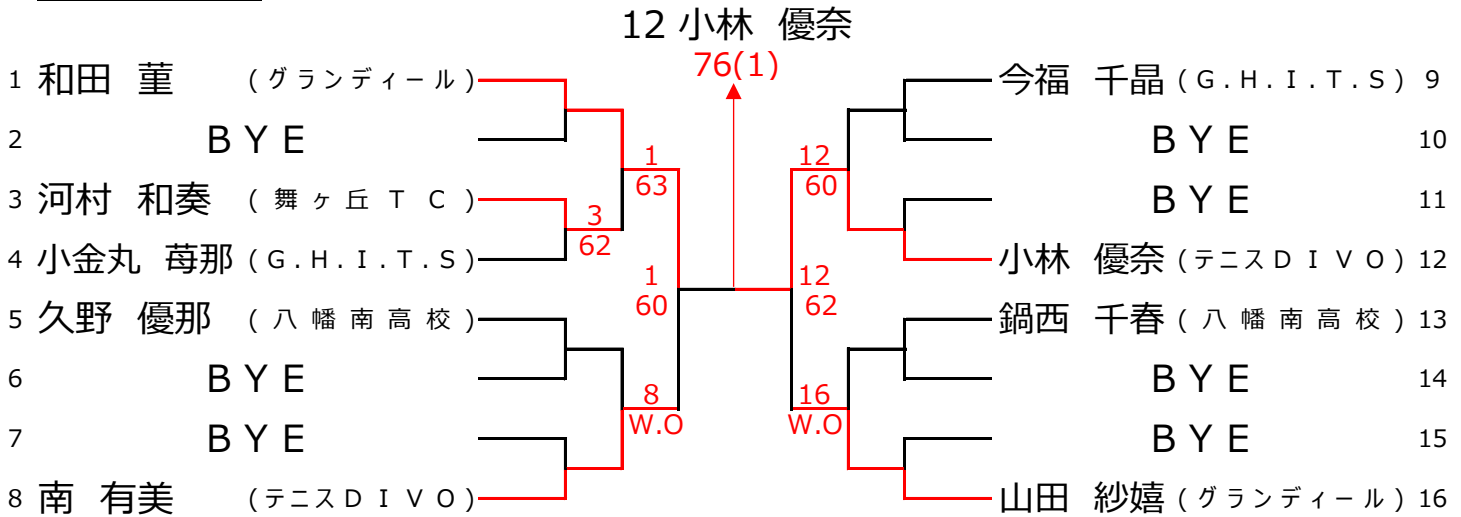 12 小林 優奈
76(1)
1 和田 菫 (グランディール)
2 BYE
3 河村 和奏 (舞ヶ丘TC)
4 小金丸 苺那 (G.H.I.T.S)
5 久野 優那 (八幡南高校)
6 BYE
7 BYE
8 南 有美 (テニスDIVO)
1
63
3
62
1
60
8
W.O
12
60
12
62
16
W.O
今福 千晶 (G.H.I.T.S) 9
BYE 10
BYE 11
小林 優奈 (テニスDIVO) 12
鍋西 千春 (八幡南高校) 13
BYE 14
BYE 15
山田 紗嬉 (グランディール) 16